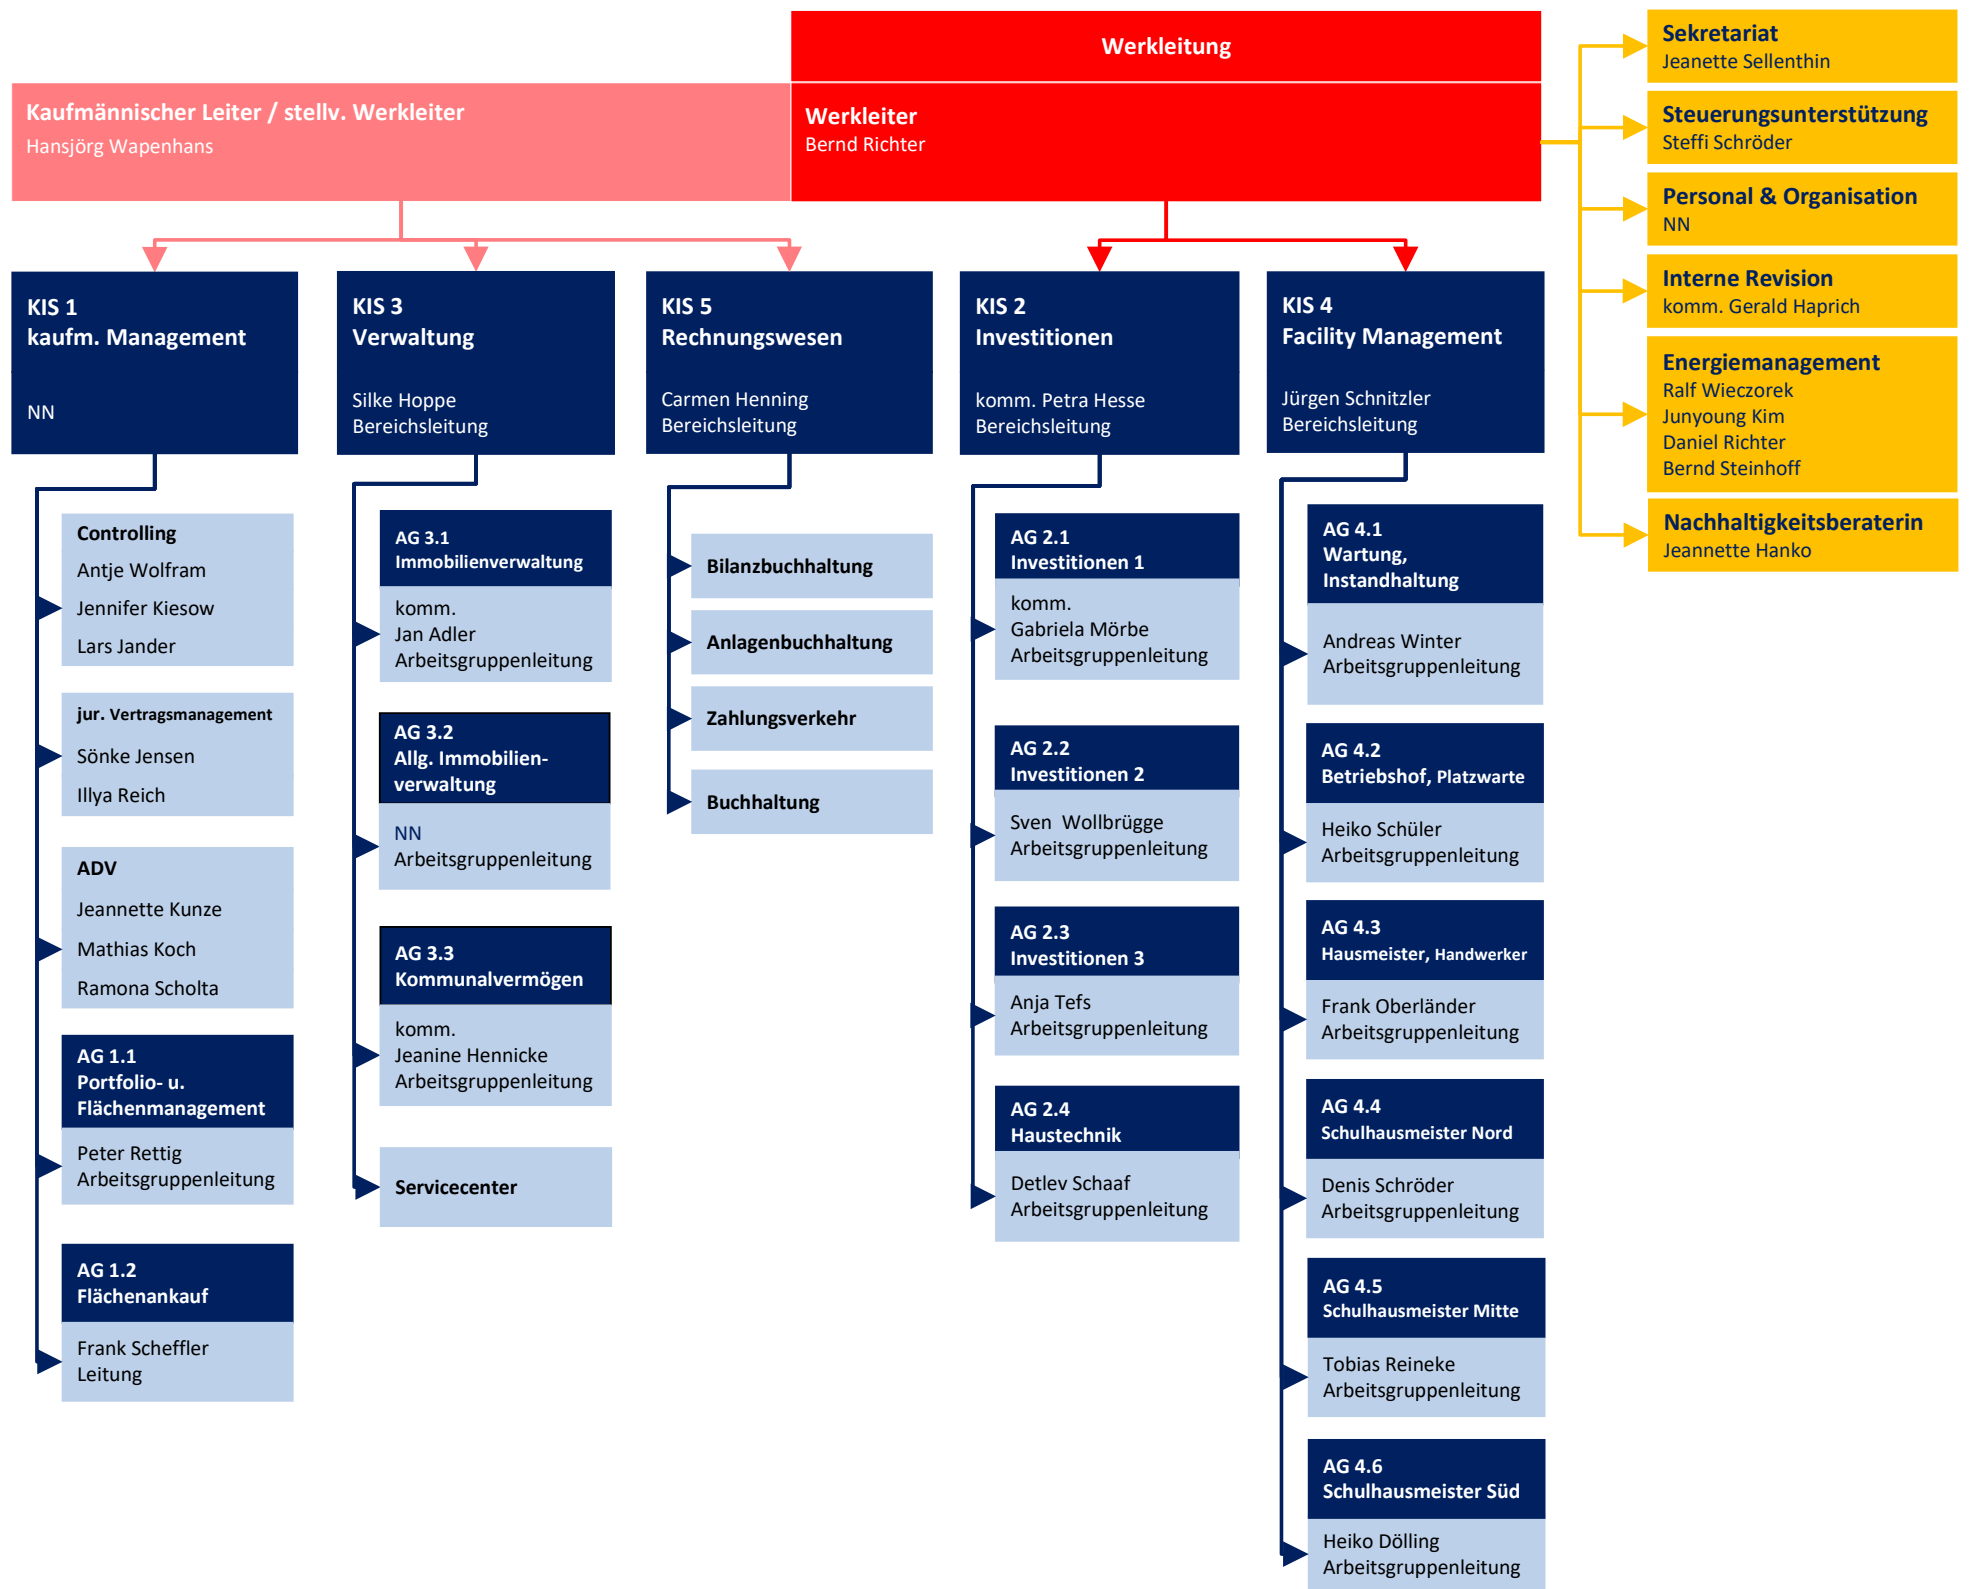 Werkleitung
Kaufmännischer Leiter / stellv. Werkleiter
Hansjörg Wapenhans
Werkleiter
Bernd Richter
Sekretariat
Jeanette Sellenthin
Steuerungsunterstützung
Steffi Schröder
Personal & Organisation
NN
Interne Revision
komm. Gerald Haprich
Energiemanagement
Ralf Wieczorek
Junyoung Kim
Daniel Richter
Bernd Steinhoff
Nachhaltigkeitsberaterin
Jeannette Hanko
KIS 1
kaufm. Management
NN
Controlling
Antje Wolfram
Jennifer Kiesow
Lars Jander
jur. Vertragsmanagement
Sönke Jensen
Illya Reich
ADV
Jeannette Kunze
Mathias Koch
Ramona Scholta
AG 1.1
Portfolio- u.
Flächenmanagement
Peter Rettig
Arbeitsgruppenleitung
AG 1.2
Flächenankauf
Frank Scheffler
Leitung
KIS 3
Verwaltung
Silke Hoppe
Bereichsleitung
AG 3.1
Immobilienverwaltung
komm.
Jan Adler
Arbeitsgruppenleitung
AG 3.2
Allg. Immobilien-
verwaltung
NN
Arbeitsgruppenleitung
AG 3.3
Kommunalvermögen
komm.
Jeanine Hennicke
Arbeitsgruppenleitung
Servicecenter
KIS 5
Rechnungswesen
Carmen Henning
Bereichsleitung
Bilanzbuchhaltung
Anlagenbuchhaltung
Zahlungsverkehr
Buchhaltung
KIS 2
Investitionen
komm. Petra Hesse
Bereichsleitung
AG 2.1
Investitionen 1
komm.
Gabriela Mörbe
Arbeitsgruppenleitung
AG 2.2
Investitionen 2
Sven Wollbrügge
Arbeitsgruppenleitung
AG 2.3
Investitionen 3
Anja Tefs
Arbeitsgruppenleitung
AG 2.4
Haustechnik
Detlev Schaaf
Arbeitsgruppenleitung
KIS 4
Facility Management
Jürgen Schnitzler
Bereichsleitung
AG 4.1
Wartung,
Instandhaltung
Andreas Winter
Arbeitsgruppenleitung
AG 4.2
Betriebshof, Platzwarte
Heiko Schüler
Arbeitsgruppenleitung
AG 4.3
Hausmeister, Handwerker
Frank Oberländer
Arbeitsgruppenleitung
AG 4.4
Schulhausmeister Nord
Denis Schröder
Arbeitsgruppenleitung
AG 4.5
Schulhausmeister Mitte
Tobias Reineke
Arbeitsgruppenleitung
AG 4.6
Schulhausmeister Süd
Heiko Dölling
Arbeitsgruppenleitung